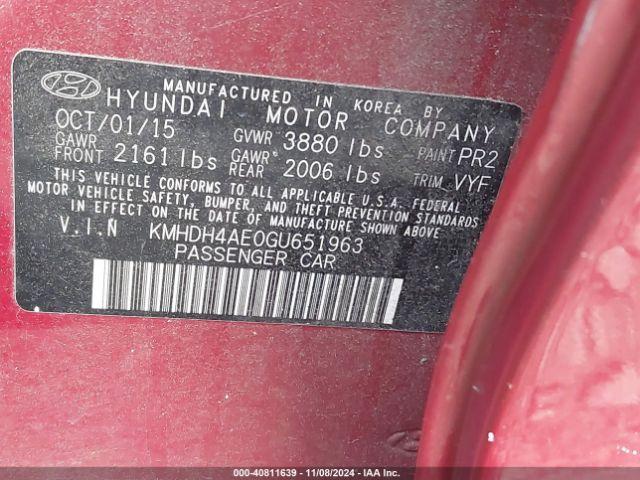 MANUFACTURED IN KOREA BY
HYUNDAI MOTOR COMPANY
OCT/01/15 GVWR 3880 lbs PAINT PR2
GAWR FRONT 2161 lbs GAWR REAR 2006 lbs TRIM VYF
THIS VEHICLE CONFORMS TO ALL APPLICABLE U.S.A. FEDERAL
MOTOR VEHICLE SAFETY, BUMPER, AND THEFT PREVENTION STANDARDS
IN EFFECT ON THE DATE OF MANUFACTURE SHOWN ABOVE
V.I.N KMHDH4AE0GU651963
PASSENGER CAR
000-40811639 - 11/08/2024 - IAA Inc.